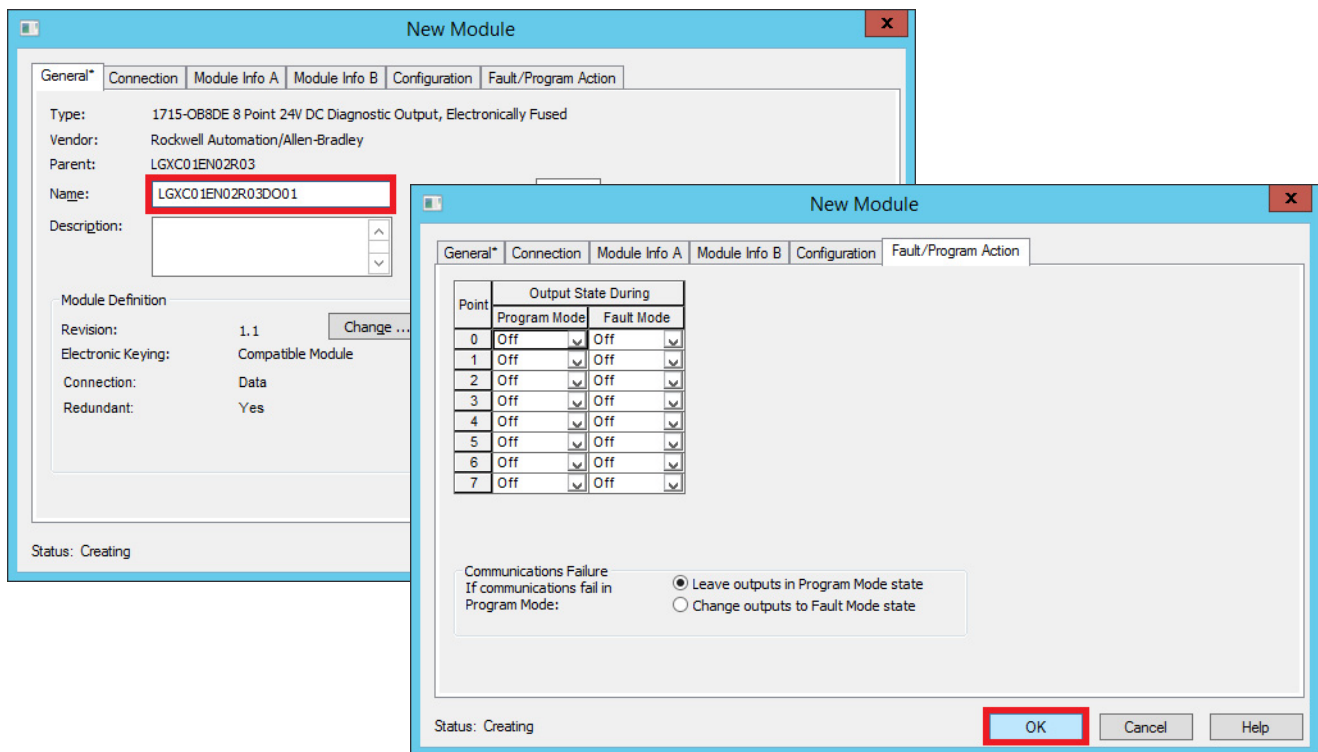 New Module
x
General* Connection Module Info A Module Info B Configuration Fault/Program Action
Type: 1715-OB8DE 8 Point 24V DC Diagnostic Output, Electronically Fused
Vendor: Rockwell Automation/Allen-Bradley
Parent: LGXC01EN02R03
Name: LGXC01EN02R03DO01
Description:
Module Definition
Revision: 1.1 Change ...
Electronic Keying: Compatible Module
Connection: Data
Redundant: Yes
Status: Creating
New Module
x
General* Connection Module Info A Module Info B Configuration Fault/Program Action
Point Output State During
Program Mode Fault Mode
0 Off Off
1 Off Off
2 Off Off
3 Off Off
4 Off Off
5 Off Off
6 Off Off
7 Off Off
Communications Failure
If communications fail in
Program Mode:
Leave outputs in Program Mode state
Change outputs to Fault Mode state
Status: Creating
OK Cancel Help